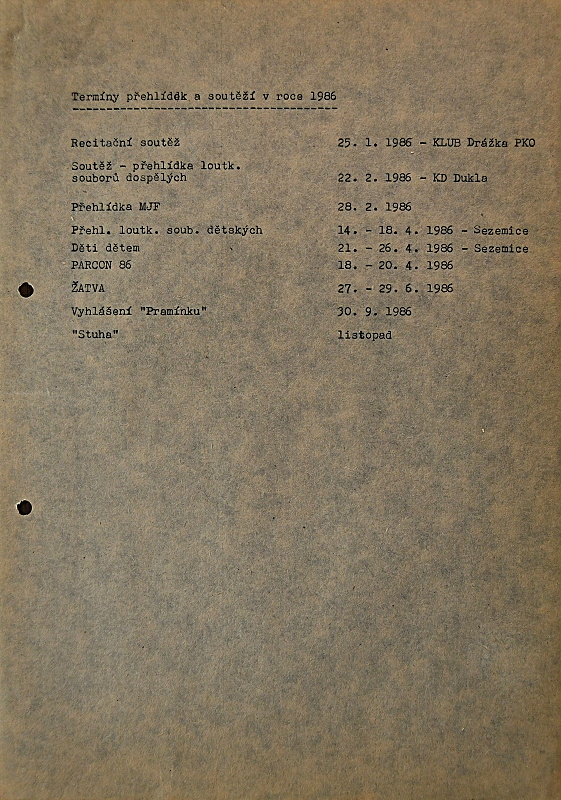 Termíny přehlídek a soutěží v roce 1986
Recitační soutěž 25. 1. 1986 - KLUB Drážka PKO
Soutěž - přehlídka loutk.
souborů dospělých 22. 2. 1986 - KD Dukla
Přehlídka MJF 28. 2. 1986
Přehl. loutk. soub. dětských 14. - 18. 4. 1986 - Sezemice
Děti dětem 21. - 26. 4. 1986 - Sezemice
PARCON 86 18. - 20. 4. 1986
ŽATVA 27. - 29. 6. 1986
Vyhlášení "Pramínku" 30. 9. 1986
"Stuha" listopad